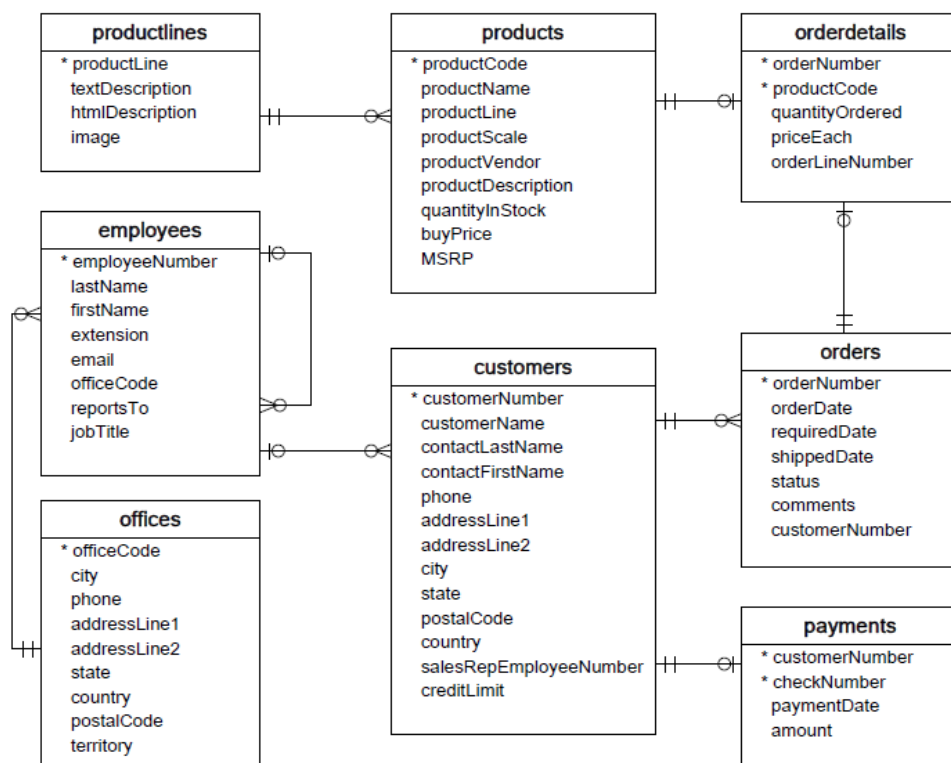 productlines
* productLine
textDescription
htmlDescription
image
products
* productCode
productName
productLine
productScale
productVendor
productDescription
quantityInStock
buyPrice
MSRP
orderdetails
* orderNumber
* productCode
quantityOrdered
priceEach
orderLineNumber
employees
* employeeNumber
lastName
firstName
extension
email
officeCode
reportsTo
jobTitle
customers
* customerNumber
customerName
contactLastName
contactFirstName
phone
addressLine1
addressLine2
city
state
postalCode
country
salesRepEmployeeNumber
creditLimit
orders
* orderNumber
orderDate
requiredDate
shippedDate
status
comments
customerNumber
offices
* officeCode
city
phone
addressLine1
addressLine2
state
country
postalCode
territory
payments
* customerNumber
* checkNumber
paymentDate
amount